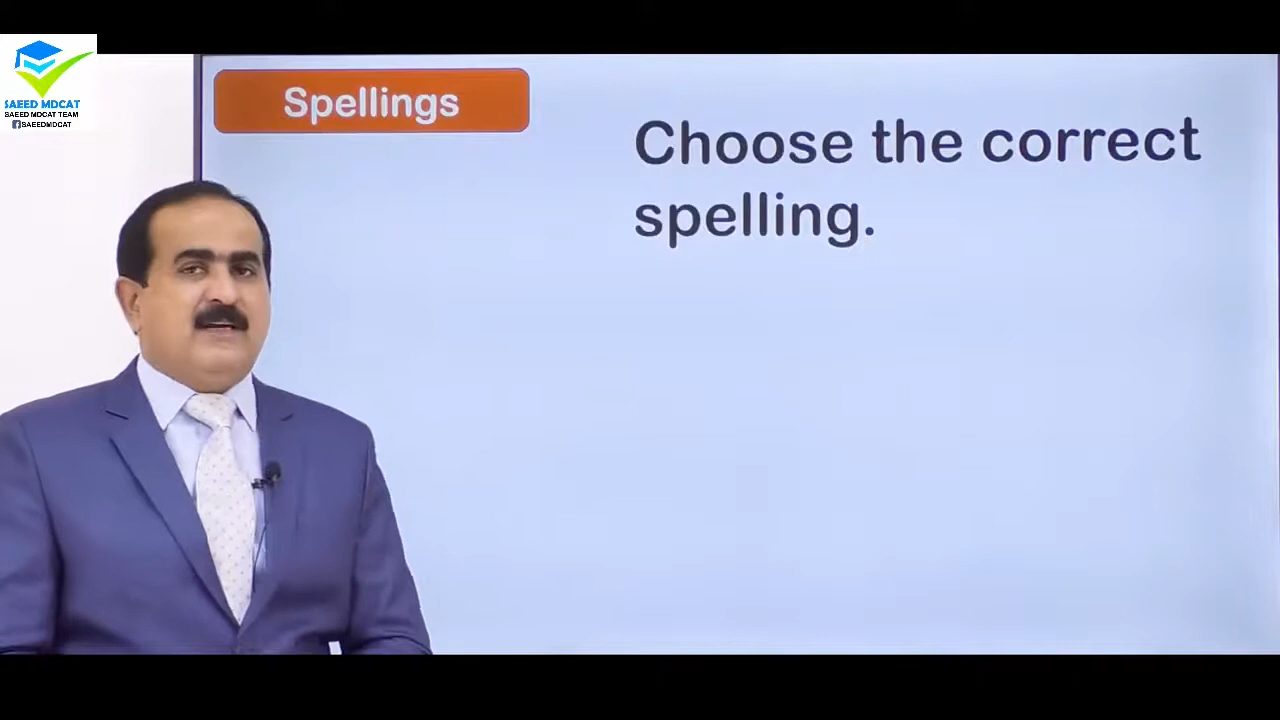 SAEED MDCAT
SAEED MDCAT TEAM
SAEEDMDCAT
Spellings
Choose the correct
spelling.